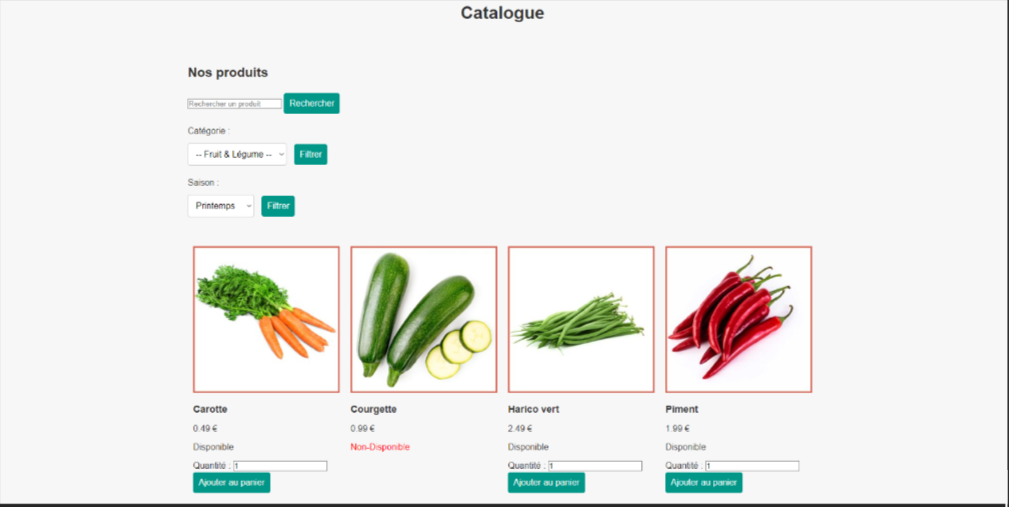 Catalogue
Nos produits
Rechercher un produit Rechercher
Catégorie :
-- Fruit & Légume -- Filtrer
Saison :
Printemps Filtrer
Carotte Courgette Harico vert Piment
0.49 € 0.99 € 2.49 € 1.99 €
Disponible Non-Disponible Disponible Disponible
Quantité : 1 Quantité : 1 Quantité : 1
Ajouter au panier Ajouter au panier Ajouter au panier